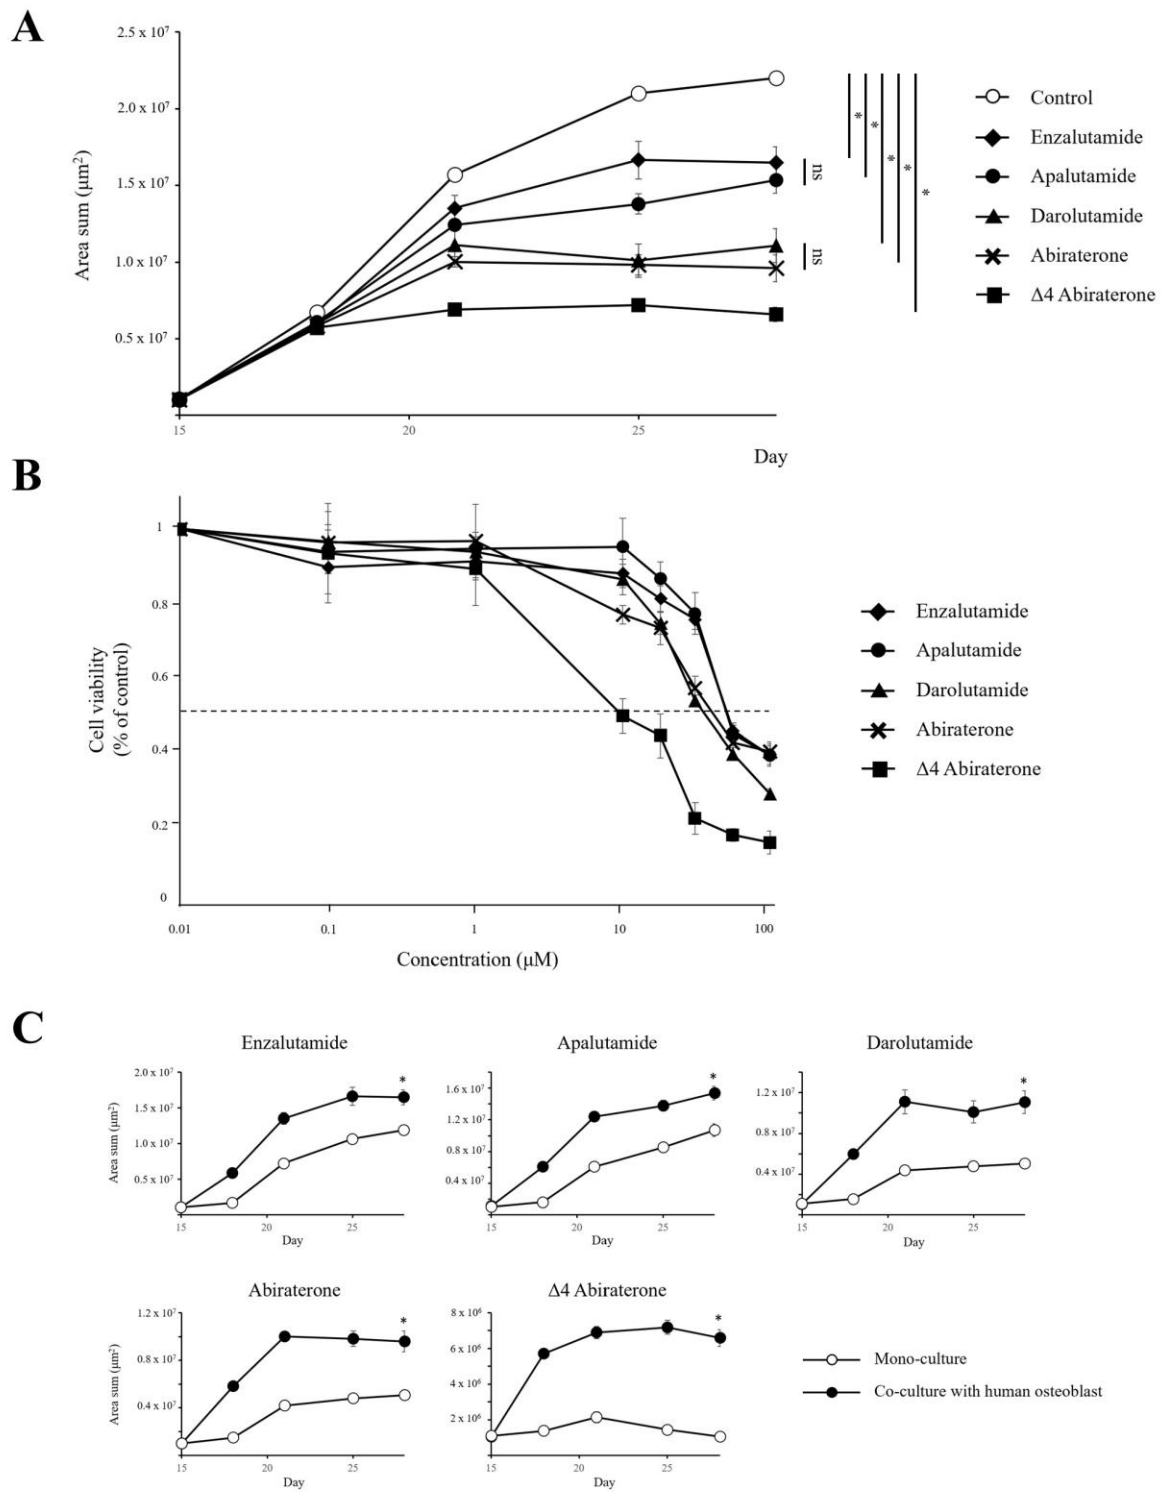 A
2.5 x 10⁷
2.0 x 10⁷
1.5 x 10⁷
1.0 x 10⁷
0.5 x 10⁷
Area sum (μm²)
15 20 25
Day
ns
ns
* * * * *
Control
Enzalutamide
Apalutamide
Darolutamide
Abiraterone
Δ4 Abiraterone
B
1
0.8
0.6
0.4
0.2
0
Cell viability
(% of control)
0.01 0.1 1 10 100
Concentration (μM)
Enzalutamide
Apalutamide
Darolutamide
Abiraterone
Δ4 Abiraterone
C
Enzalutamide
2.0 x 10⁷
1.5 x 10⁷
1.0 x 10⁷
0.5 x 10⁷
Area sum (μm²)
*
15 20 25
Day
Apalutamide
1.6 x 10⁷
1.2 x 10⁷
0.8 x 10⁷
0.4 x 10⁷
*
15 20 25
Day
Darolutamide
1.2 x 10⁷
0.8 x 10⁷
0.4 x 10⁷
*
15 20 25
Day
Abiraterone
1.2 x 10⁷
0.8 x 10⁷
0.4 x 10⁷
Area sum (μm²)
*
15 20 25
Day
Δ4 Abiraterone
8 x 10⁶
6 x 10⁶
4 x 10⁶
2 x 10⁶
*
15 20 25
Day
Mono-culture
Co-culture with human osteoblast